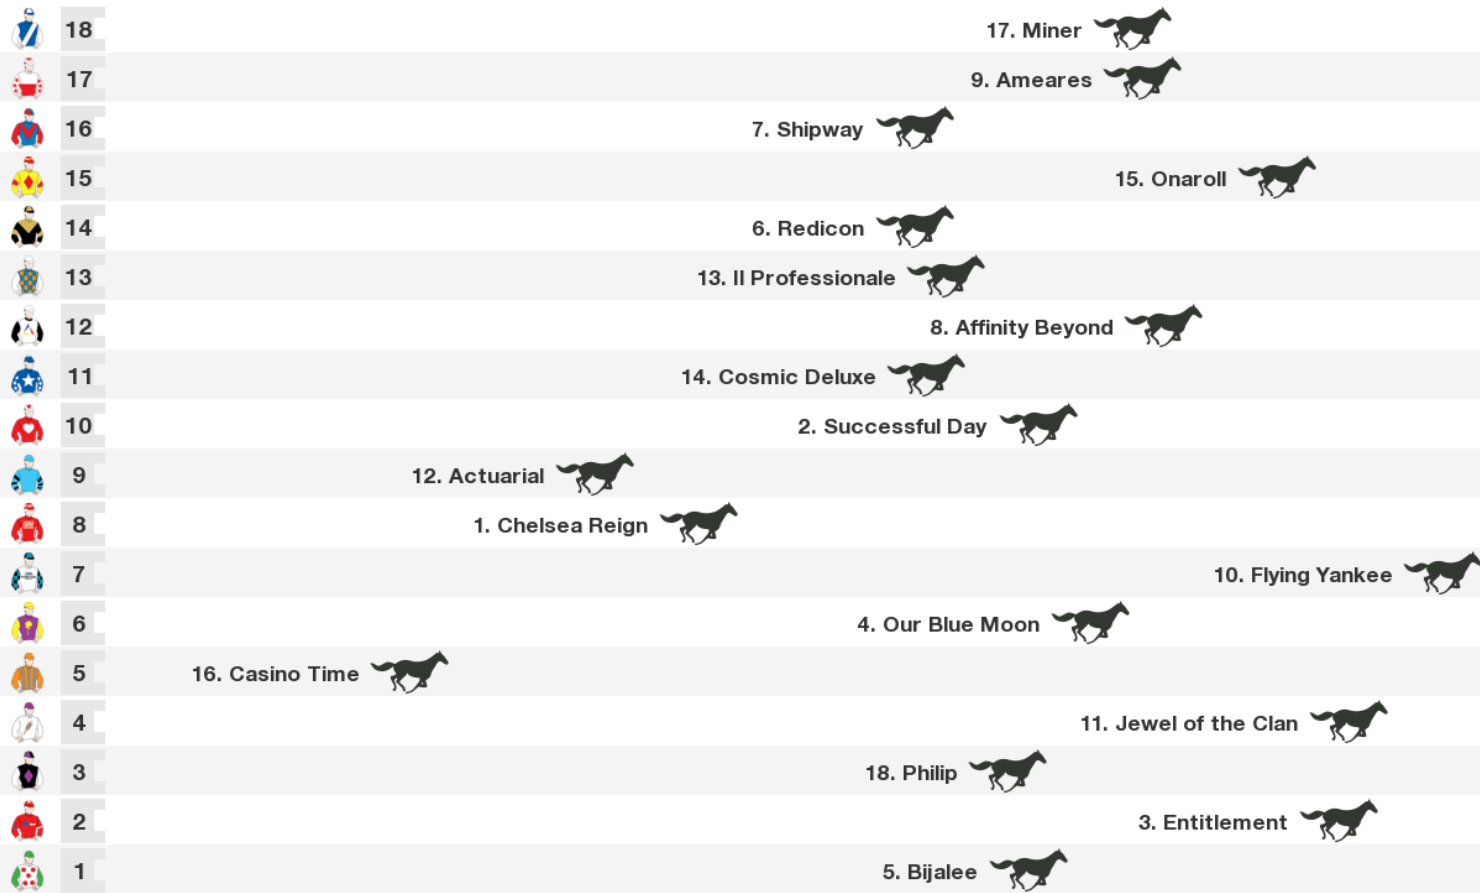 18 17. Miner
17 9. Ameares
16 7. Shipway
15 15. Onaroll
14 6. Redicon
13 13. Il Professionale
12 8. Affinity Beyond
11 14. Cosmic Deluxe
10 2. Successful Day
9 12. Actuarial
8 1. Chelsea Reign
7 10. Flying Yankee
6 4. Our Blue Moon
5 16. Casino Time
4 11. Jewel of the Clan
3 18. Philip
2 3. Entitlement
1 5. Bijalee